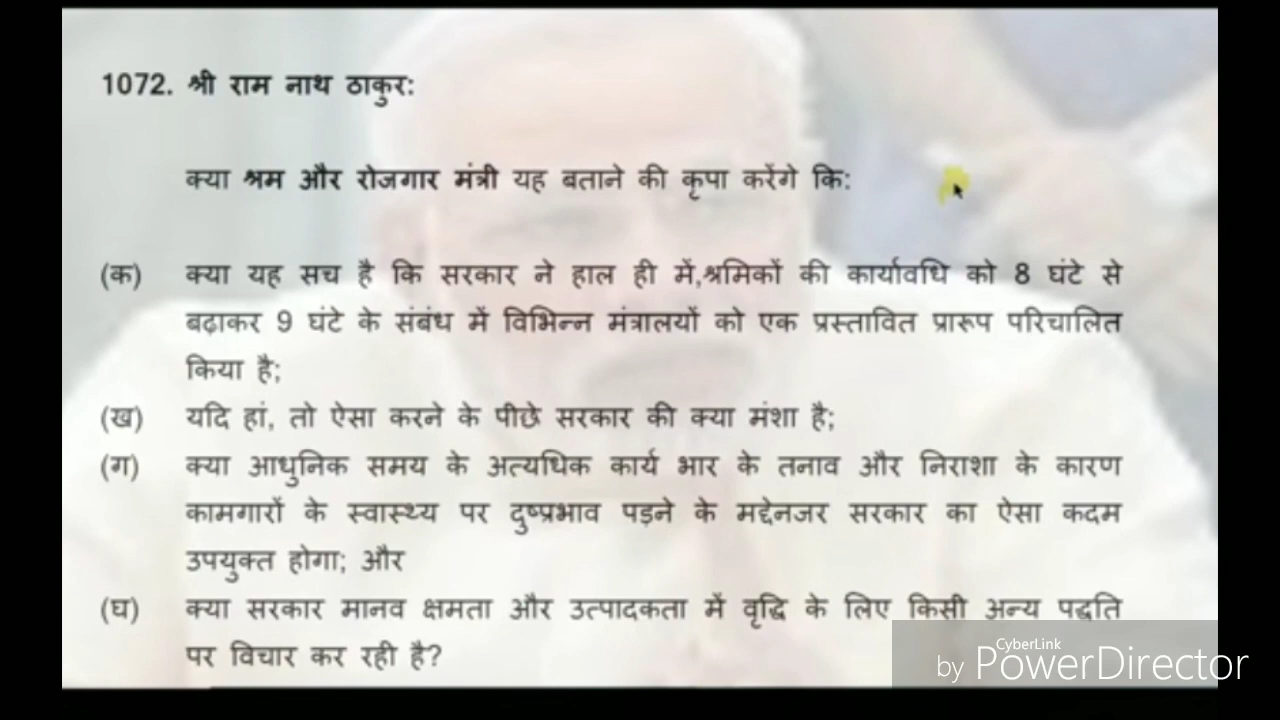 1072. श्री राम नाथ ठाकुर:
क्या श्रम और रोजगार मंत्री यह बताने की कृपा करेंगे कि:
(क) क्या यह सच है कि सरकार ने हाल ही में,श्रमिकों की कार्यावधि को 8 घंटे से
बढ़ाकर 9 घंटे के संबंध में विभिन्न मंत्रालयों को एक प्रस्तावित प्रारूप परिचालित
किया है;
(ख) यदि हां, तो ऐसा करने के पीछे सरकार की क्या मंशा है;
(ग) क्या आधुनिक समय के अत्यधिक कार्य भार के तनाव और निराशा के कारण
कामगारों के स्वास्थ्य पर दुष्प्रभाव पड़ने के मद्देनजर सरकार का ऐसा कदम
उपयुक्त होगा; और
(घ) क्या सरकार मानव क्षमता और उत्पादकता में वृद्धि के लिए किसी अन्य पद्धति
पर विचार कर रही है?
CyberLink
by PowerDirector